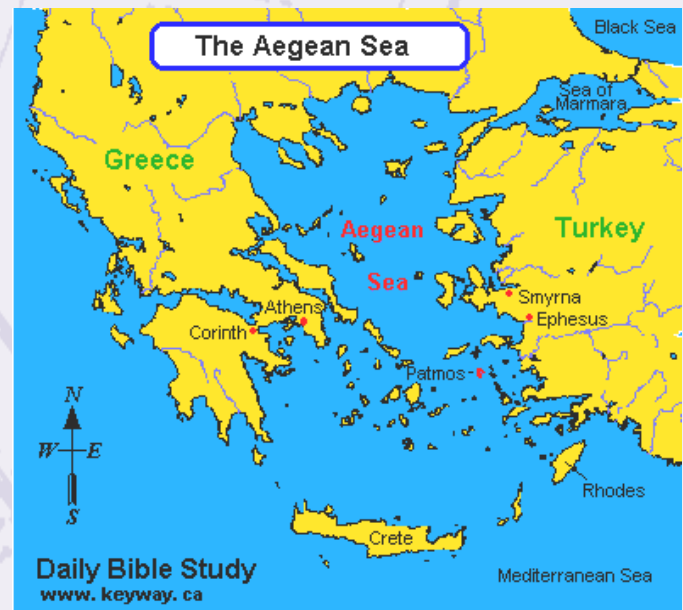 The Aegean Sea
Black Sea
Sea of
Marmara
Greece
Aegean
Sea
Turkey
Smyrna
Ephesus
Athens
Corinth
Patmos
N
W E
S
Rhodes
Crete
Daily Bible Study
www.keyway.ca
Mediterranean Sea